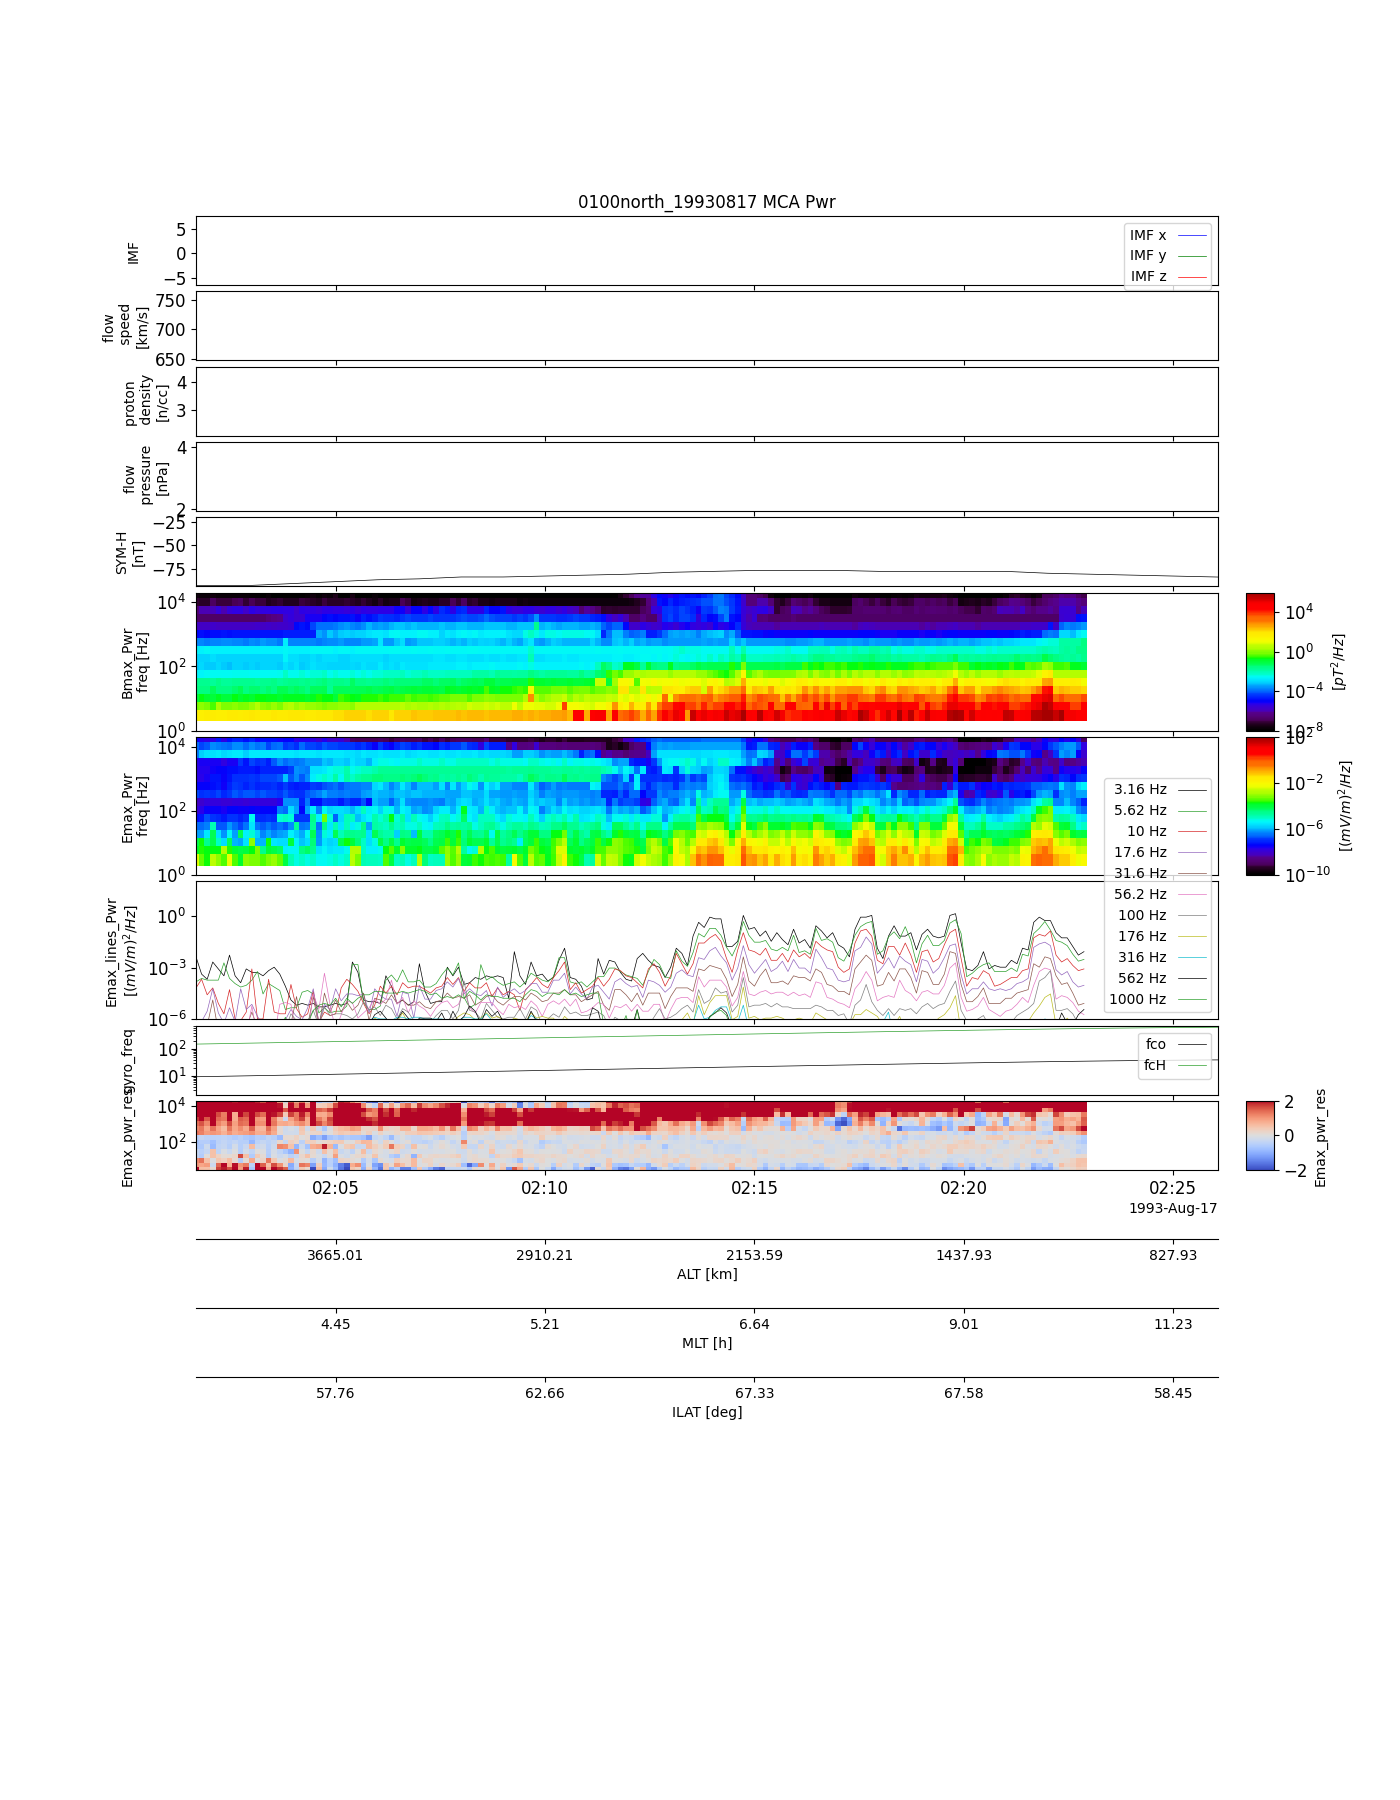 0100north_19930817 MCA Pwr
IMF
5
0
−5
IMF x
IMF y
IMF z
flow
speed
[km/s]
750
700
650
proton
density
[n/cc]
4
3
flow
pressure
[nPa]
4
2
SYM-H
[nT]
−25
−50
−75
Bmax_Pwr
freq [Hz]
10^4
10^2
10^0
10^4
10^0
10^−4
10^−8
[pT^2/Hz]
Emax_Pwr
freq [Hz]
10^4
10^2
10^0
10^2
10^−2
10^−6
10^−10
[(mV/m)^2/Hz]
Emax_lines_Pwr
[(mV/m)^2/Hz]
10^0
10^−3
10^−6
3.16 Hz
5.62 Hz
10 Hz
17.6 Hz
31.6 Hz
56.2 Hz
100 Hz
176 Hz
316 Hz
562 Hz
1000 Hz
gyro_freq
10^2
10^1
fco
fcH
Emax_pwr_res
10^4
10^2
2
0
−2
Emax_pwr_res
02:05 02:10 02:15 02:20 02:25
1993-Aug-17
3665.01 2910.21 2153.59 1437.93 827.93
ALT [km]
4.45 5.21 6.64 9.01 11.23
MLT [h]
57.76 62.66 67.33 67.58 58.45
ILAT [deg]